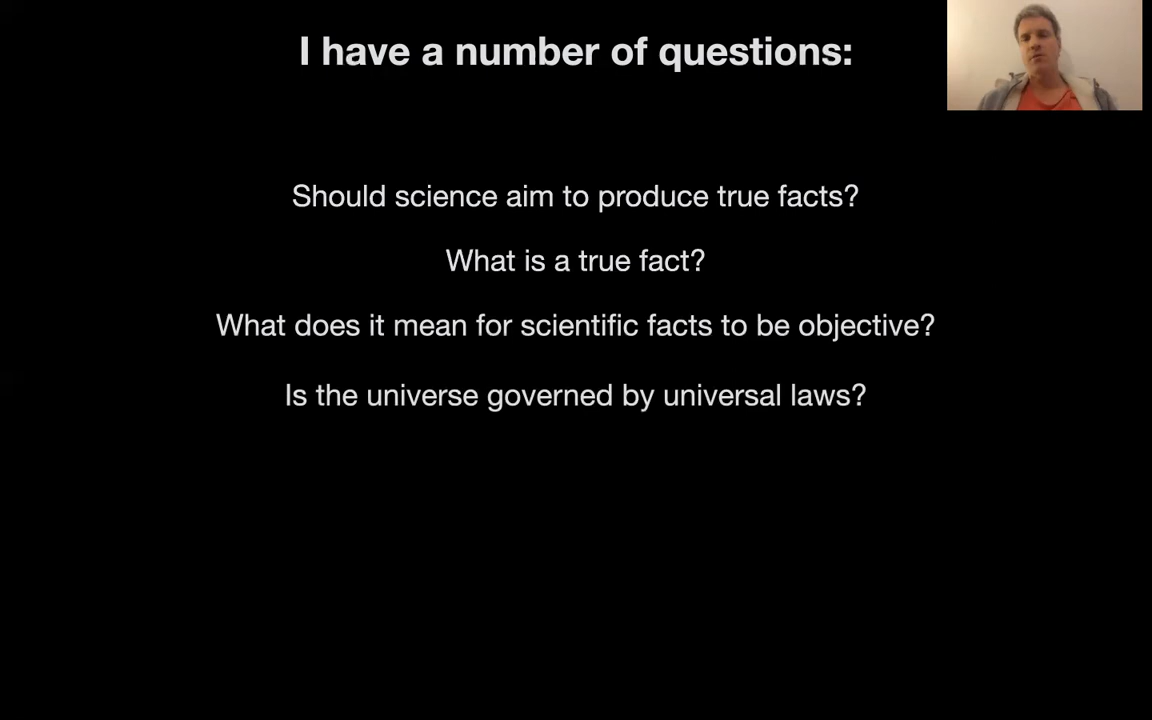 I have a number of questions:
Should science aim to produce true facts?
What is a true fact?
What does it mean for scientific facts to be objective?
Is the universe governed by universal laws?